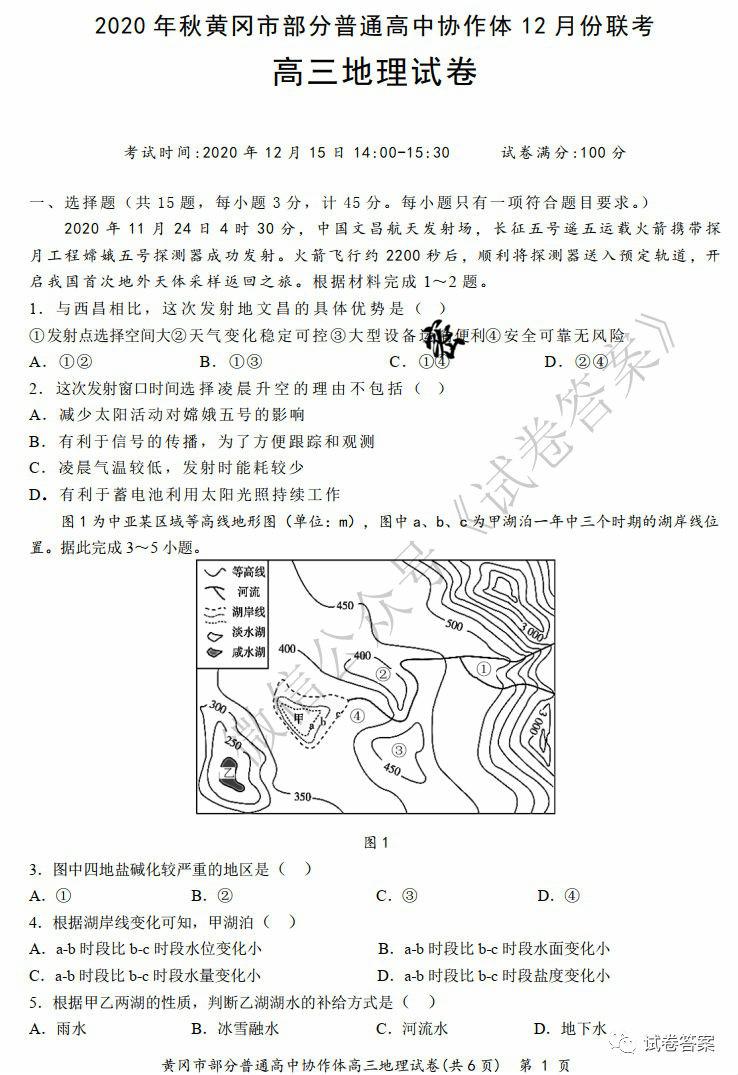 2020 年秋黄冈市部分普通高中协作体 12 月份联考
高三地理试卷
考试时间:2020 年 12 月 15 日 14:00-15:30 试卷满分:100 分
一、选择题（共 15 题，每小题 3 分，计 45 分。每小题只有一项符合题目要求。）
2020 年 11 月 24 日 4 时 30 分，中国文昌航天发射场，长征五号遥五运载火箭携带探
月工程嫦娥五号探测器成功发射。火箭飞行约 2200 秒后，顺利将探测器送入预定轨道，开
启我国首次地外天体采样返回之旅。根据材料完成 1～2 题。
1．与西昌相比，这次发射地文昌的具体优势是（ ）
①发射点选择空间大②天气变化稳定可控③大型设备运输便利④安全可靠无风险
A．①② B．①③ C．①④ D．②④
2．这次发射窗口时间选择凌晨升空的理由不包括（ ）
A．减少太阳活动对嫦娥五号的影响
B．有利于信号的传播，为了方便跟踪和观测
C．凌晨气温较低，发射时能耗较少
D．有利于蓄电池利用太阳光照持续工作
图 1 为中亚某区域等高线地形图（单位：m），图中 a、b、c 为甲湖泊一年中三个时期的湖岸线位
置。据此完成 3～5 小题。
等高线
河流
湖岸线
淡水湖
咸水湖
450
500
3 000
400
400
①
②
甲
a
b
c
④
300
250
乙
③
450
3 000
350
图 1
3．图中四地盐碱化较严重的地区是（ ）
A．① B．② C．③ D．④
4．根据湖岸线变化可知，甲湖泊（ ）
A．a-b 时段比 b-c 时段水位变化小 B．a-b 时段比 b-c 时段水面变化小
C．a-b 时段比 b-c 时段水量变化小 D．a-b 时段比 b-c 时段盐度变化小
5．根据甲乙两湖的性质，判断乙湖湖水的补给方式是（ ）
A．雨水 B．冰雪融水 C．河流水 D．地下水
黄冈市部分普通高中协作体高三地理试卷(共 6 页) 第 1 页
微信公众号《试卷答案》
试卷答案